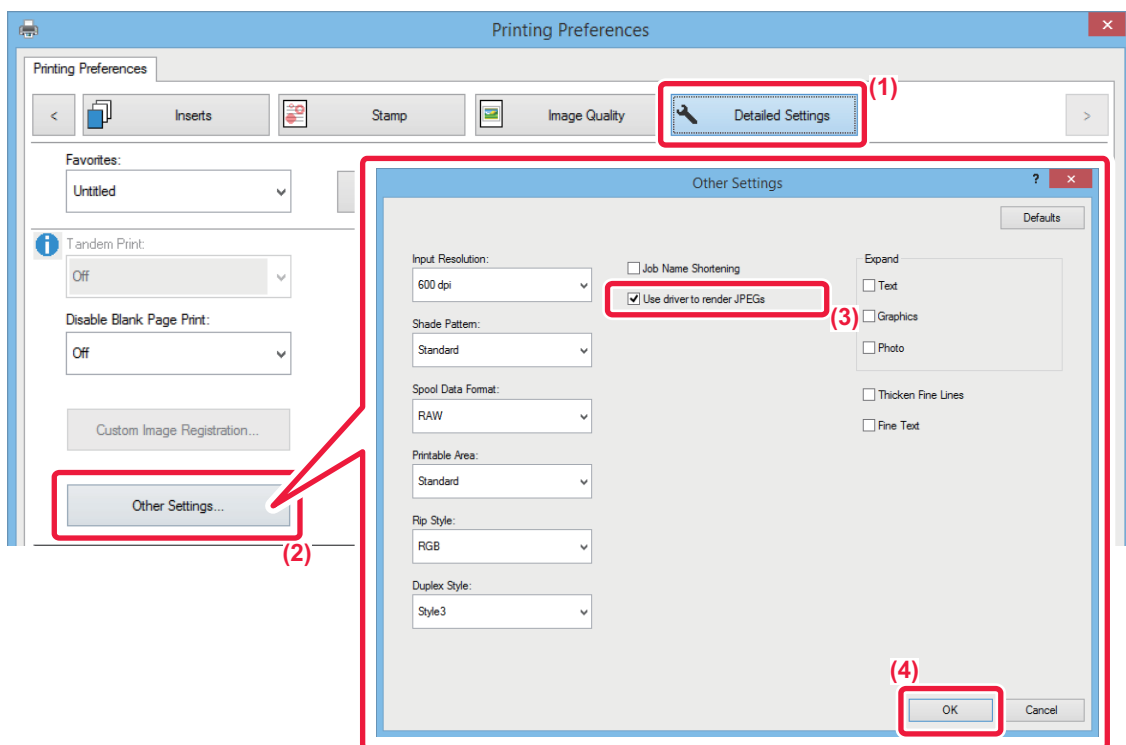 Printing Preferences
Printing Preferences
(1)
< Inserts Stamp Image Quality Detailed Settings >
Favorites:
Untitled
Tandem Print:
Off
Disable Blank Page Print:
Off
Custom Image Registration...
Other Settings...
(2)
Other Settings ?
Defaults
Input Resolution:
600 dpi
Shade Pattern:
Standard
Spool Data Format:
RAW
Printable Area:
Standard
Rip Style:
RGB
Duplex Style:
Style3
Job Name Shortening
Use driver to render JPEGs
(3)
Expand
Text
Graphics
Photo
Thicken Fine Lines
Fine Text
(4)
OK Cancel